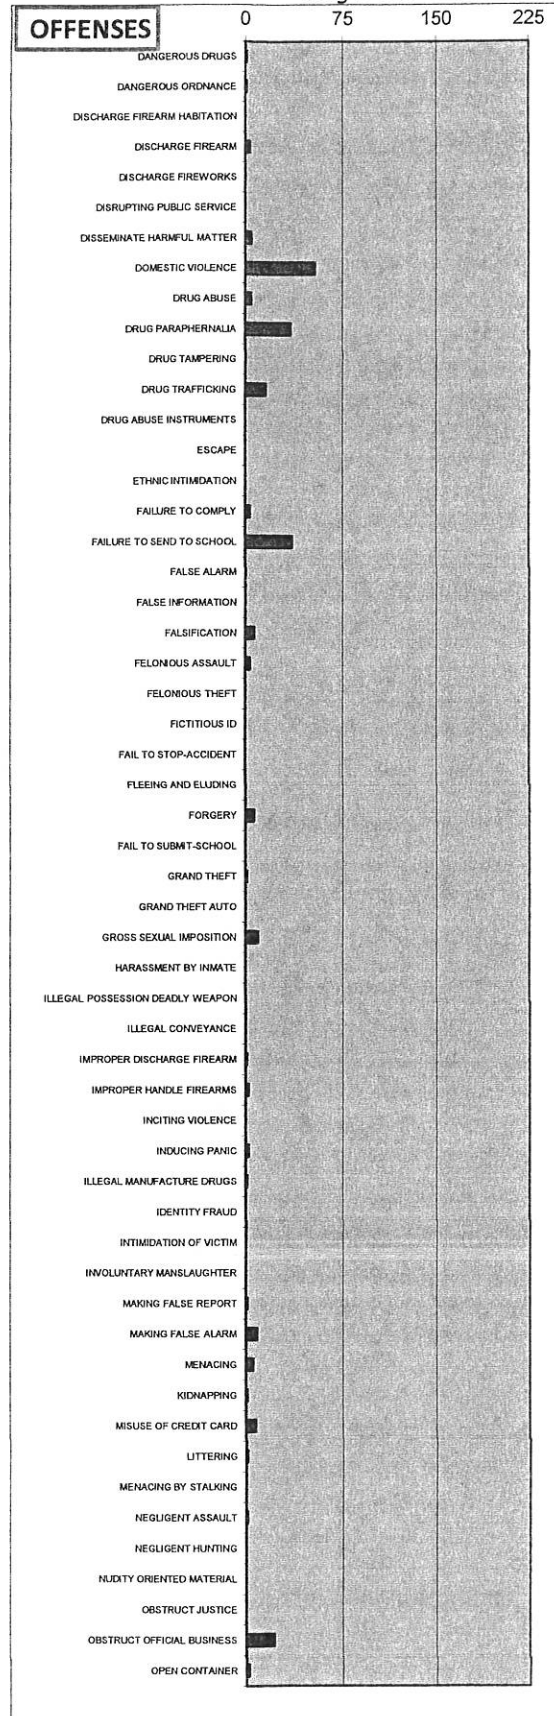 OFFENSES
0 75 150 225
DANGEROUS DRUGS
DANGEROUS ORDNANCE
DISCHARGE FIREARM HABITATION
DISCHARGE FIREARM
DISCHARGE FIREWORKS
DISRUPTING PUBLIC SERVICE
DISSEMINATE HARMFUL MATTER
DOMESTIC VIOLENCE
DRUG ABUSE
DRUG PARAPHERNALIA
DRUG TAMPERING
DRUG TRAFFICKING
DRUG ABUSE INSTRUMENTS
ESCAPE
ETHNIC INTIMIDATION
FAILURE TO COMPLY
FAILURE TO SEND TO SCHOOL
FALSE ALARM
FALSE INFORMATION
FALSIFICATION
FELONIOUS ASSAULT
FELONIOUS THEFT
FICTITIOUS ID
FAIL TO STOP-ACCIDENT
FLEEING AND ELUDING
FORGERY
FAIL TO SUBMIT-SCHOOL
GRAND THEFT
GRAND THEFT AUTO
GROSS SEXUAL IMPOSITION
HARASSMENT BY INMATE
ILLEGAL POSSESSION DEADLY WEAPON
ILLEGAL CONVEYANCE
IMPROPER DISCHARGE FIREARM
IMPROPER HANDLE FIREARMS
INCITING VIOLENCE
INDUCING PANIC
ILLEGAL MANUFACTURE DRUGS
IDENTITY FRAUD
INTIMIDATION OF VICTIM
INVOLUNTARY MANSLAUGHTER
MAKING FALSE REPORT
MAKING FALSE ALARM
MENACING
KIDNAPPING
MISUSE OF CREDIT CARD
LITTERING
MENACING BY STALKING
NEGLIGENT ASSAULT
NEGLIGENT HUNTING
NUDITY ORIENTED MATERIAL
OBSTRUCT JUSTICE
OBSTRUCT OFFICIAL BUSINESS
OPEN CONTAINER